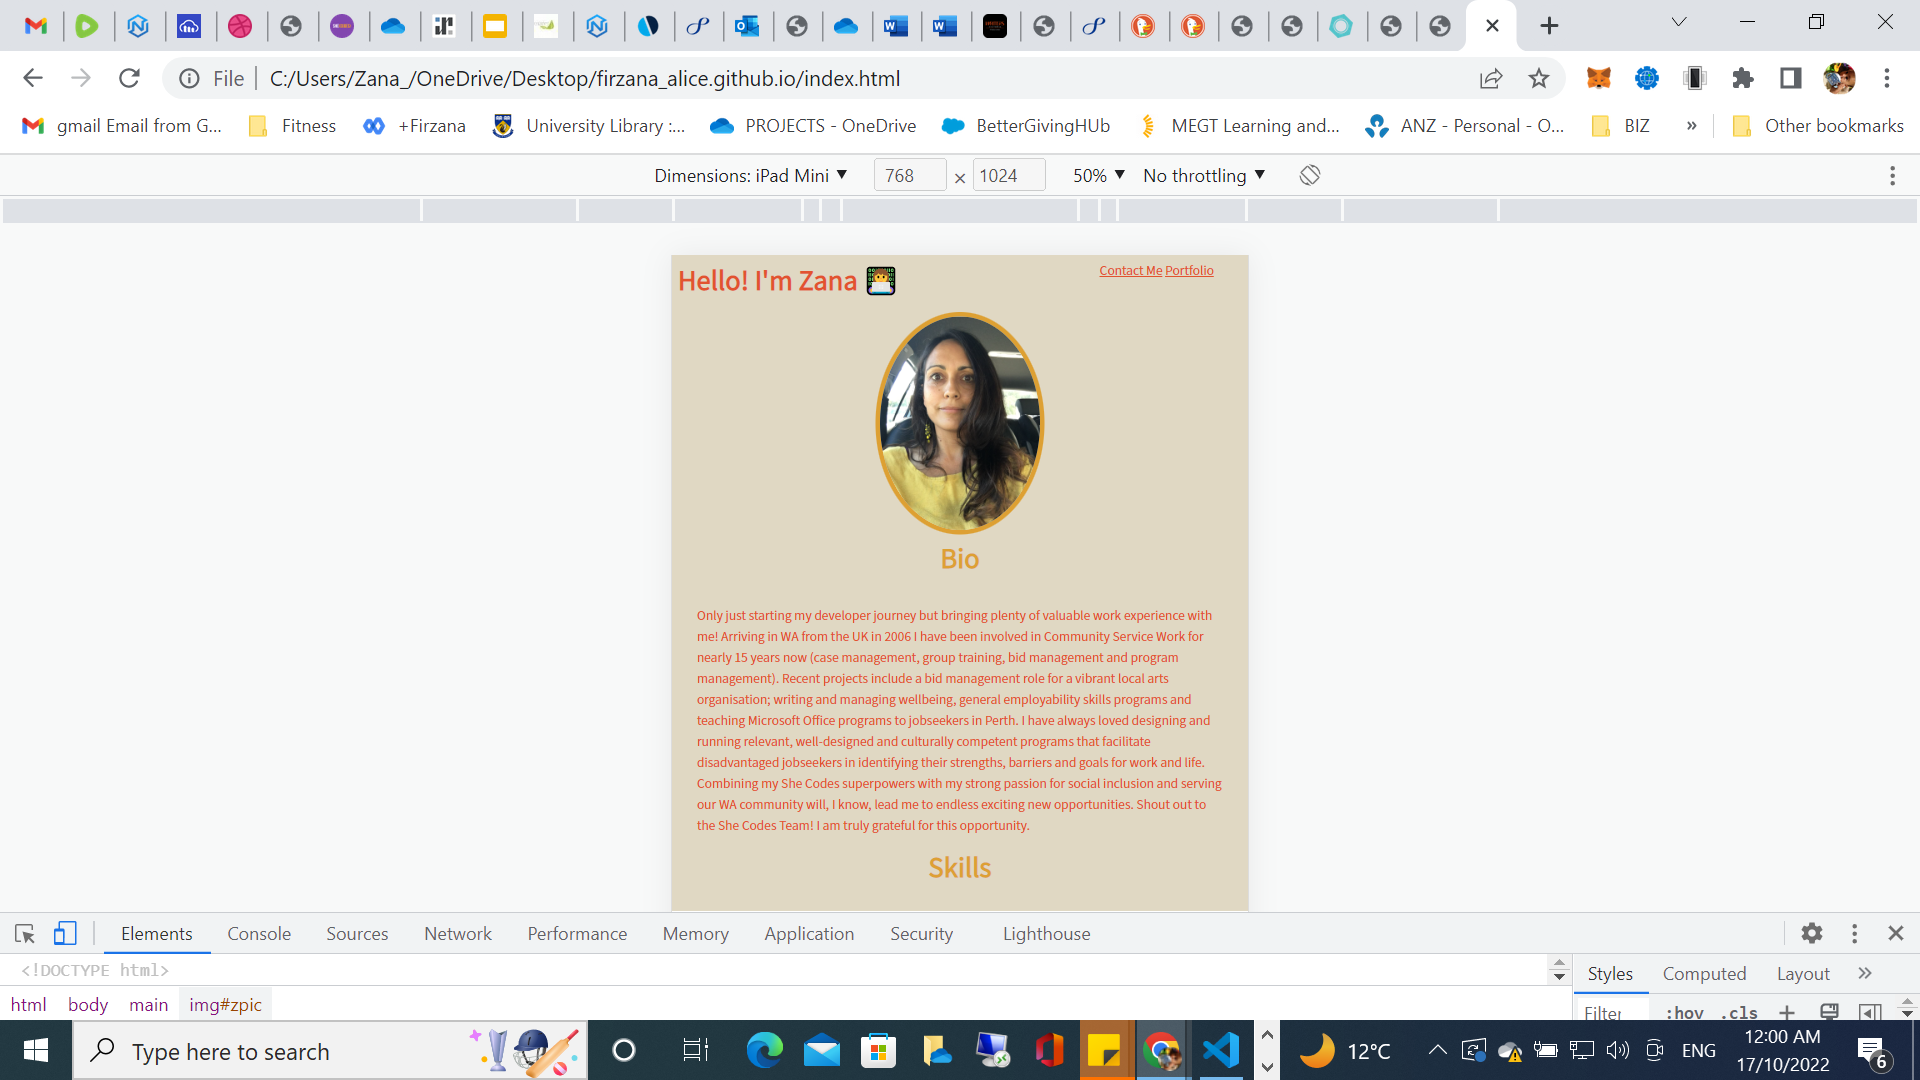 File
C:/Users/Zana_/OneDrive/Desktop/firzana_alice.github.io/index.html
gmail Email from G...
Fitness
+Firzana
University Library :...
PROJECTS - OneDrive
BetterGivingHUb
MEGT Learning and...
ANZ - Personal - O...
BIZ
»
Other bookmarks
Dimensions: iPad Mini ▼ 768 × 1024 50% ▼ No throttling ▼
Hello! I'm Zana
Contact Me Portfolio
Bio
Only just starting my developer journey but bringing plenty of valuable work experience with
me! Arriving in WA from the UK in 2006 I have been involved in Community Service Work for
nearly 15 years now (case management, group training, bid management and program
management). Recent projects include a bid management role for a vibrant local arts
organisation; writing and managing wellbeing, general employability skills programs and
teaching Microsoft Office programs to jobseekers in Perth. I have always loved designing and
running relevant, well-designed and culturally competent programs that facilitate
disadvantaged jobseekers in identifying their strengths, barriers and goals for work and life.
Combining my She Codes superpowers with my strong passion for social inclusion and serving
our WA community will, I know, lead me to endless exciting new opportunities. Shout out to
the She Codes Team! I am truly grateful for this opportunity.
Skills
Elements Console Sources Network Performance Memory Application Security Lighthouse
<!DOCTYPE html>
Styles Computed Layout »
html body main img#zpic
Filter :hov .cls +
Type here to search
12°C
ENG
12:00 AM
17/10/2022
6